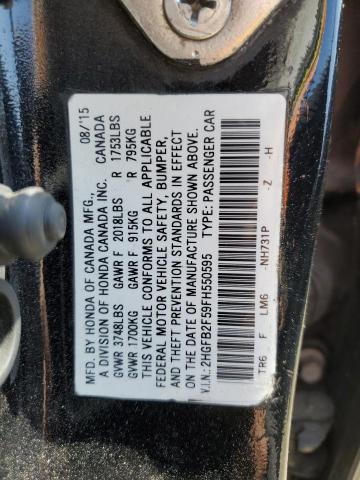 MFD. BY HONDA OF CANADA MFG., 08/'15
A DIVISION OF HONDA CANADA INC. CANADA
GVWR 3748LBS GAWR F 2018LBS R 1753LBS
GVWR 1700KG GAWR F 915KG R 795KG
THIS VEHICLE CONFORMS TO ALL APPLICABLE
FEDERAL MOTOR VEHICLE SAFETY, BUMPER,
AND THEFT PREVENTION STANDARDS IN EFFECT
ON THE DATE OF MANUFACTURE SHOWN ABOVE.
V.I.N.: 2HGFB2F59FH550595 TYPE: PASSENGER CAR
TR6 F LM6 -NH731P -Z -H